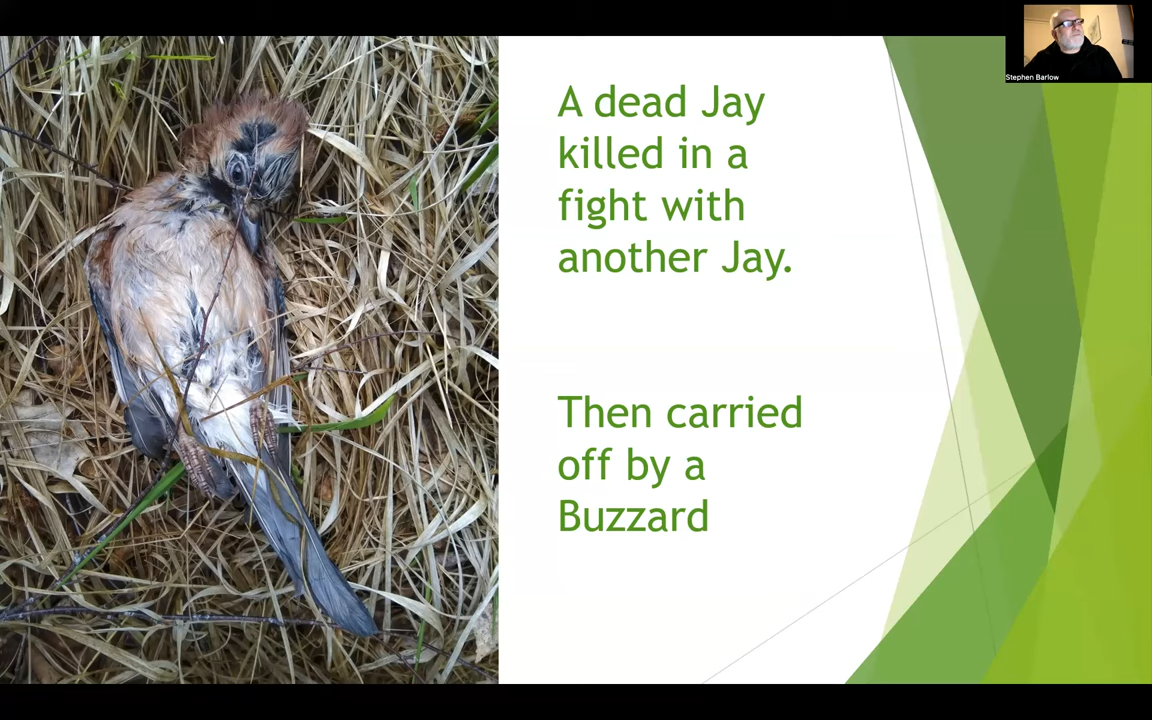 Stephen Barlow
A dead Jay
killed in a
fight with
another Jay.
Then carried
off by a
Buzzard